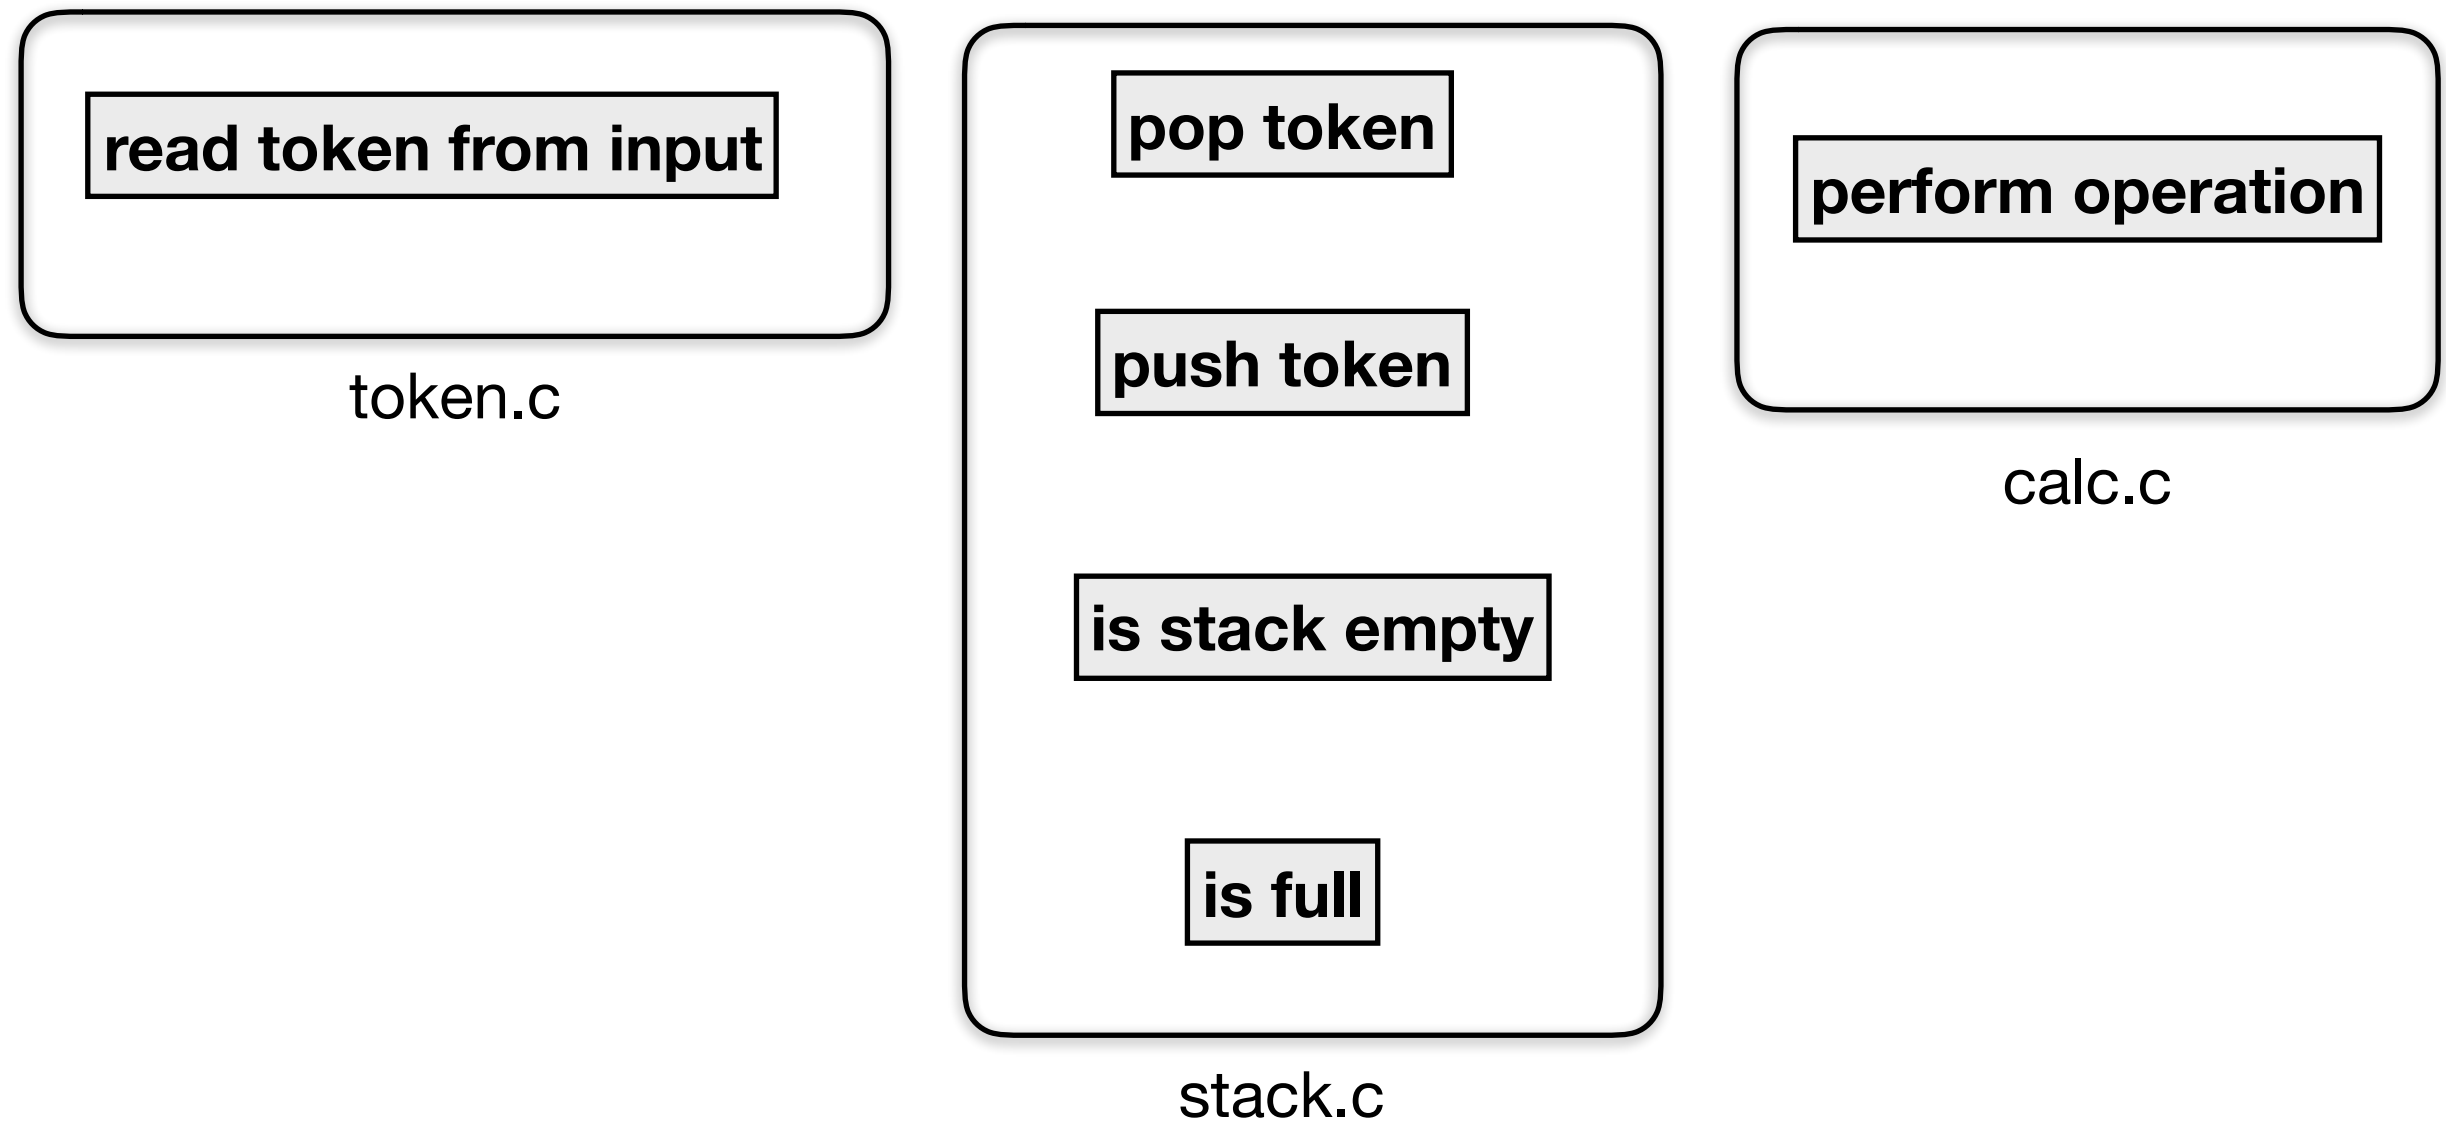 read token from input
token.c
pop token
push token
is stack empty
is full
stack.c
perform operation
calc.c